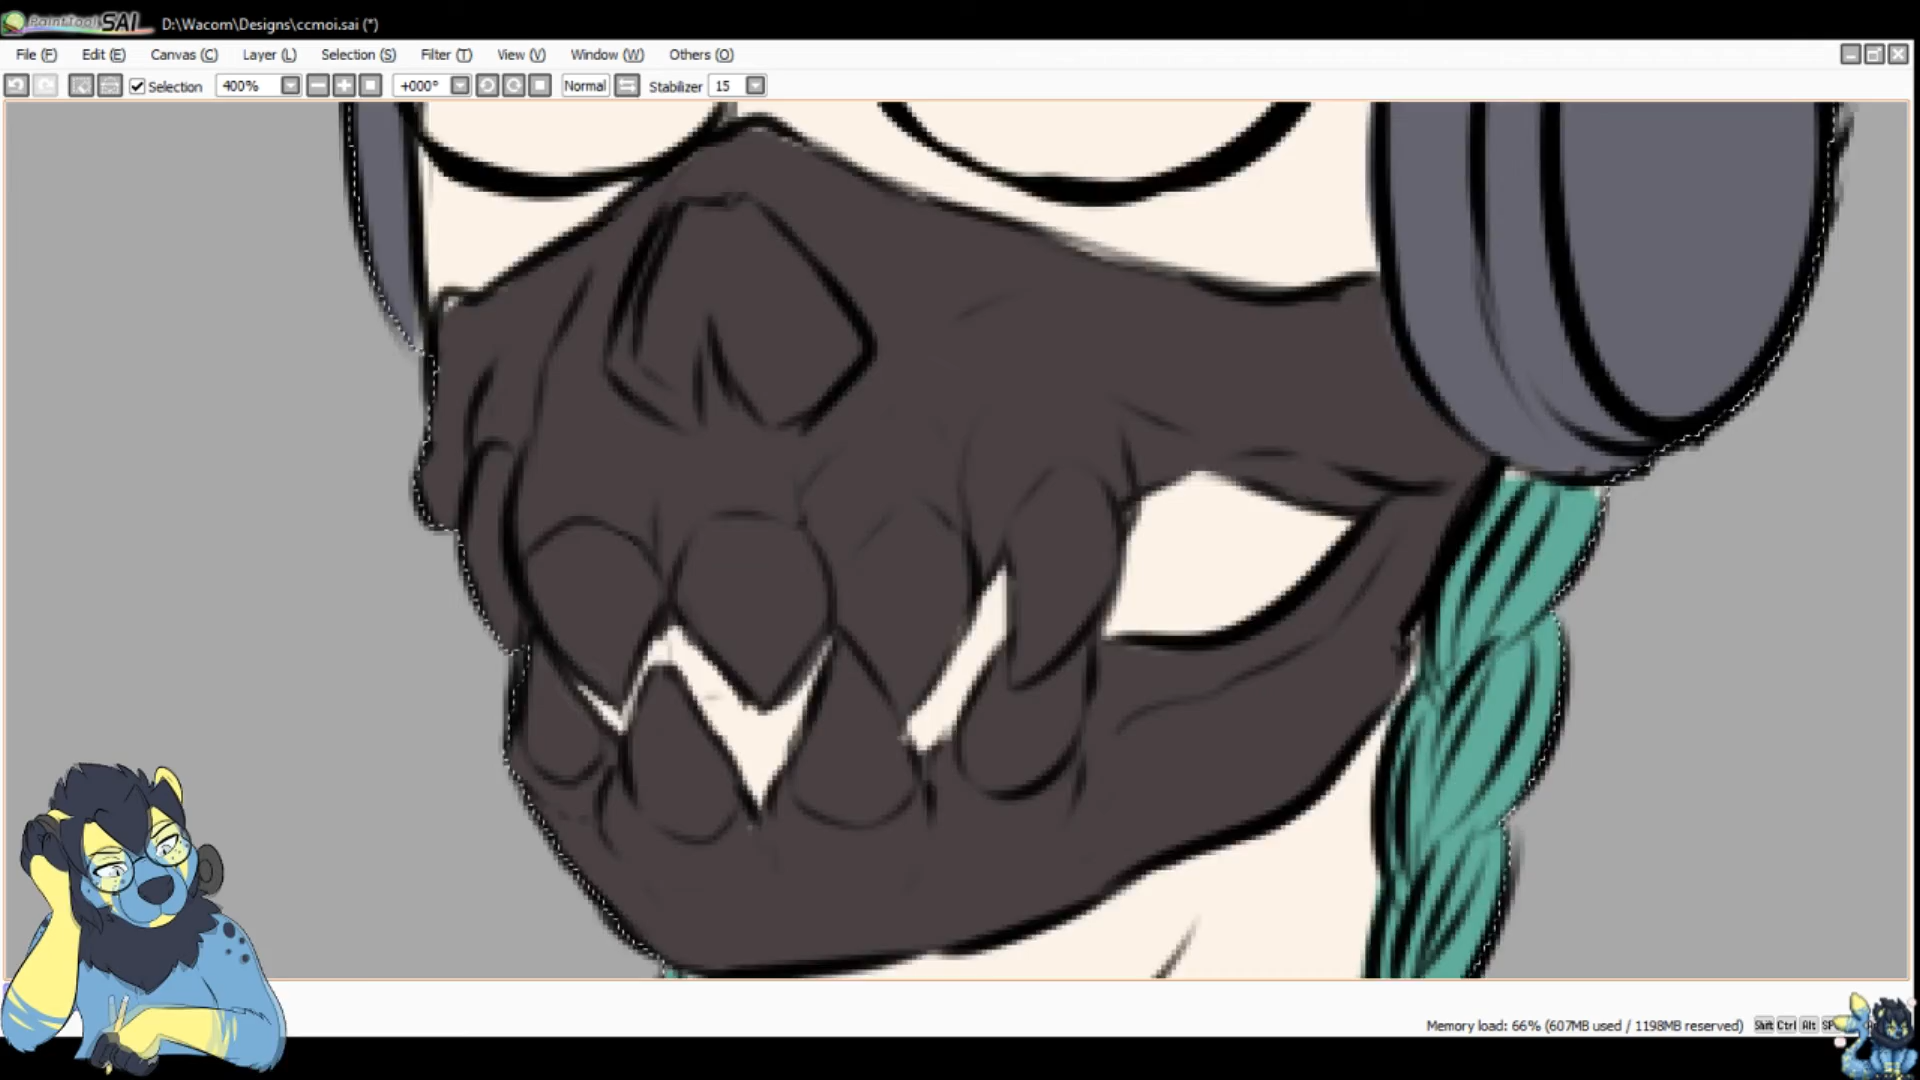 PaintTool SAI D:\Wacom\Designs\ccmoi.sai (*)
File (F) Edit (E) Canvas (C) Layer (L) Selection (S) Filter (T) View (V) Window (W) Others (O)
Selection 400% +000° Normal Stabilizer 15
Memory load: 66% (607MB used / 1198MB reserved) Shift Ctrl Alt